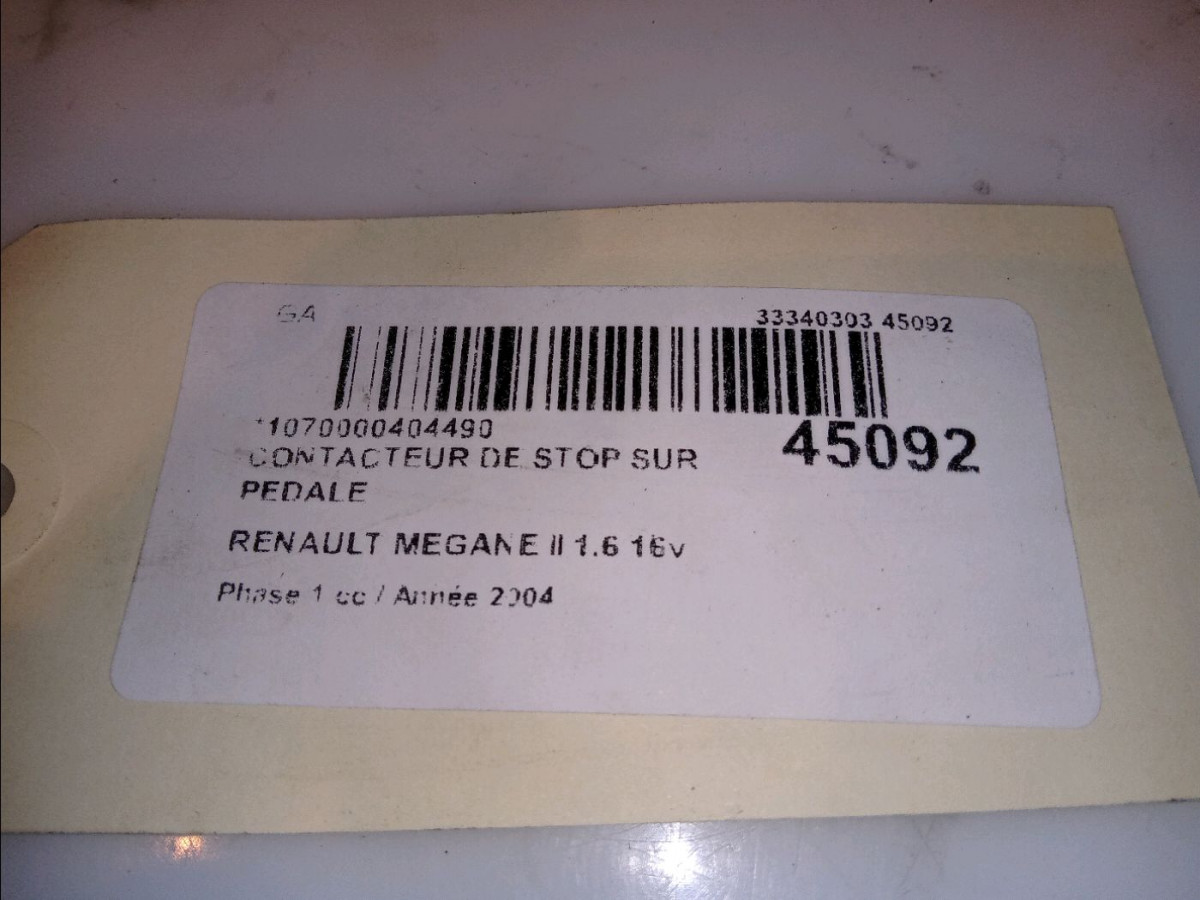 GA
33340303 45092
*1070000404490
45092
CONTACTEUR DE STOP SUR
PEDALE
RENAULT MEGANE II 1.6 16v
Phase 1 cc / Année 2004